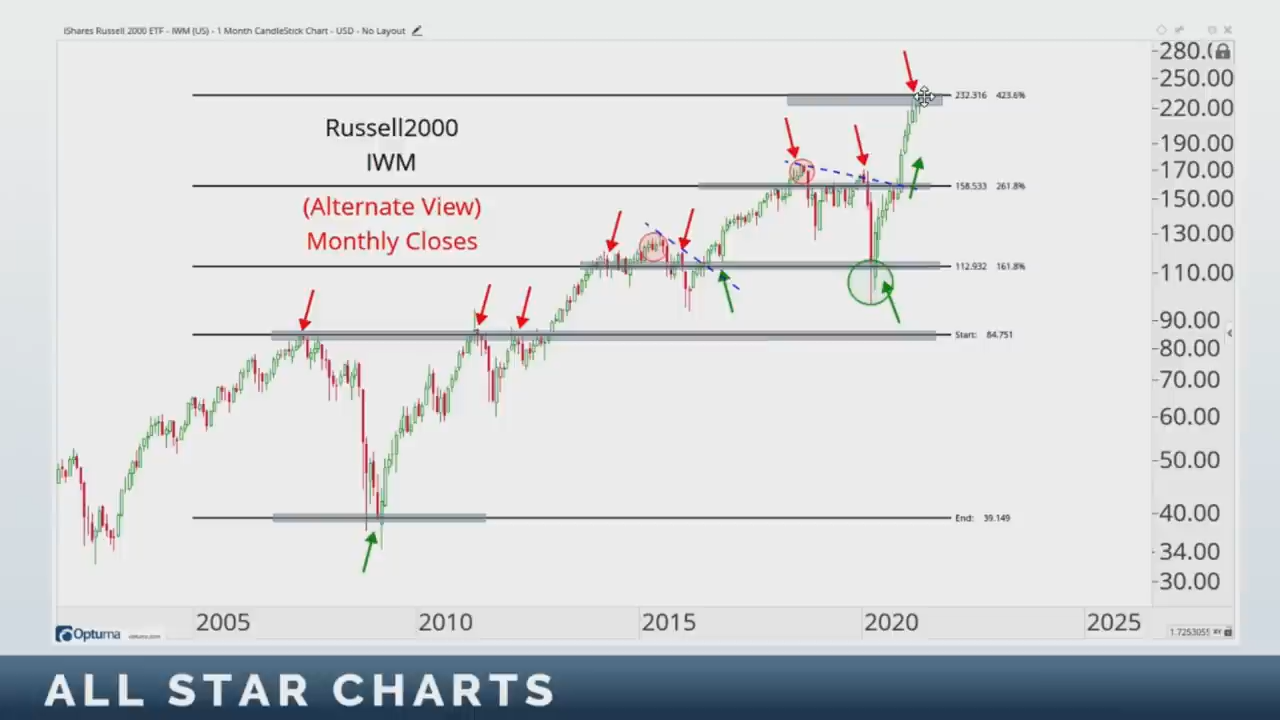 iShares Russell 2000 ETF - IWM (US) - 1 Month CandleStick Chart - USD - No Layout
280.0
250.00
232.316 423.6%
220.00
Russell2000
IWM
190.00
170.00
158.533 261.8%
150.00
(Alternate View)
Monthly Closes
130.00
112.932 161.8%
110.00
90.00
Start: 84.751
80.00
70.00
60.00
50.00
End: 39.149
40.00
34.00
30.00
2005 2010 2015 2020 2025
Optuma optuma.com
1.7253055
ALL STAR CHARTS